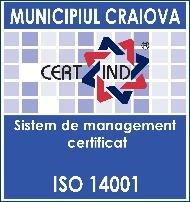 MUNICIPIUL CRAIOVA
CERT IND ®
Sistem de management
certificat
ISO 14001